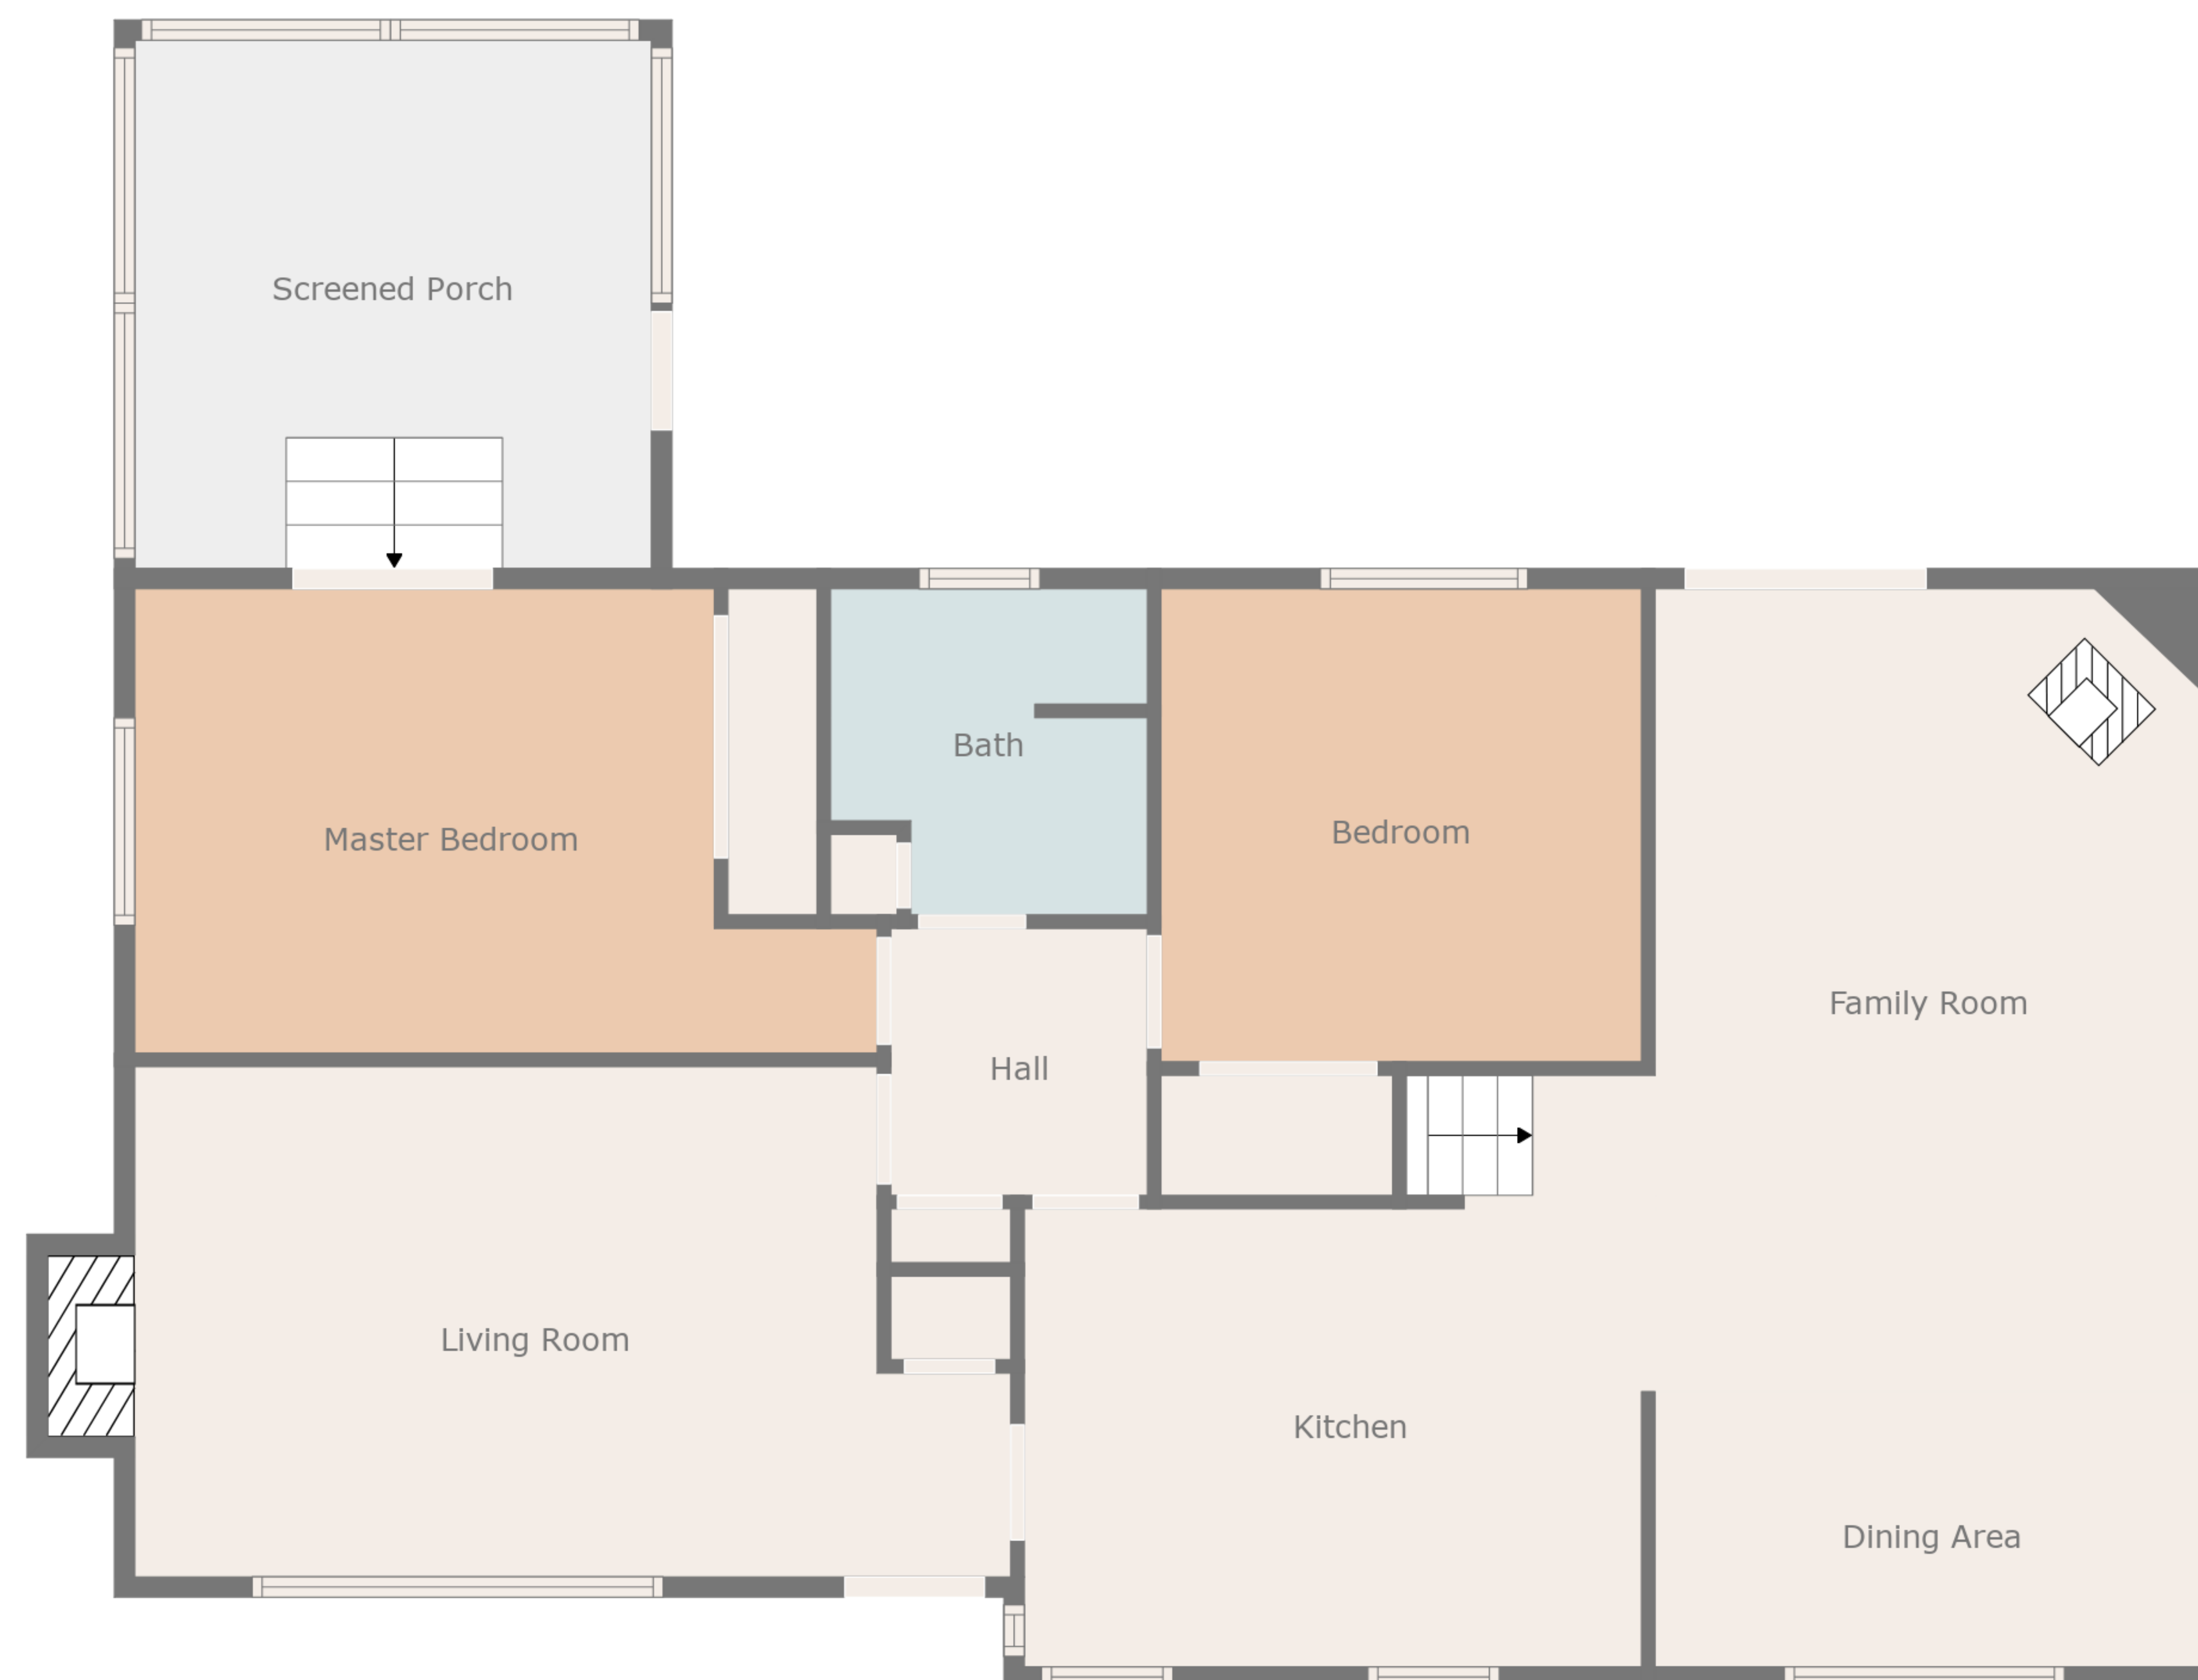 Screened Porch
Bath
Master Bedroom
Bedroom
Family Room
Hall
Living Room
Kitchen
Dining Area